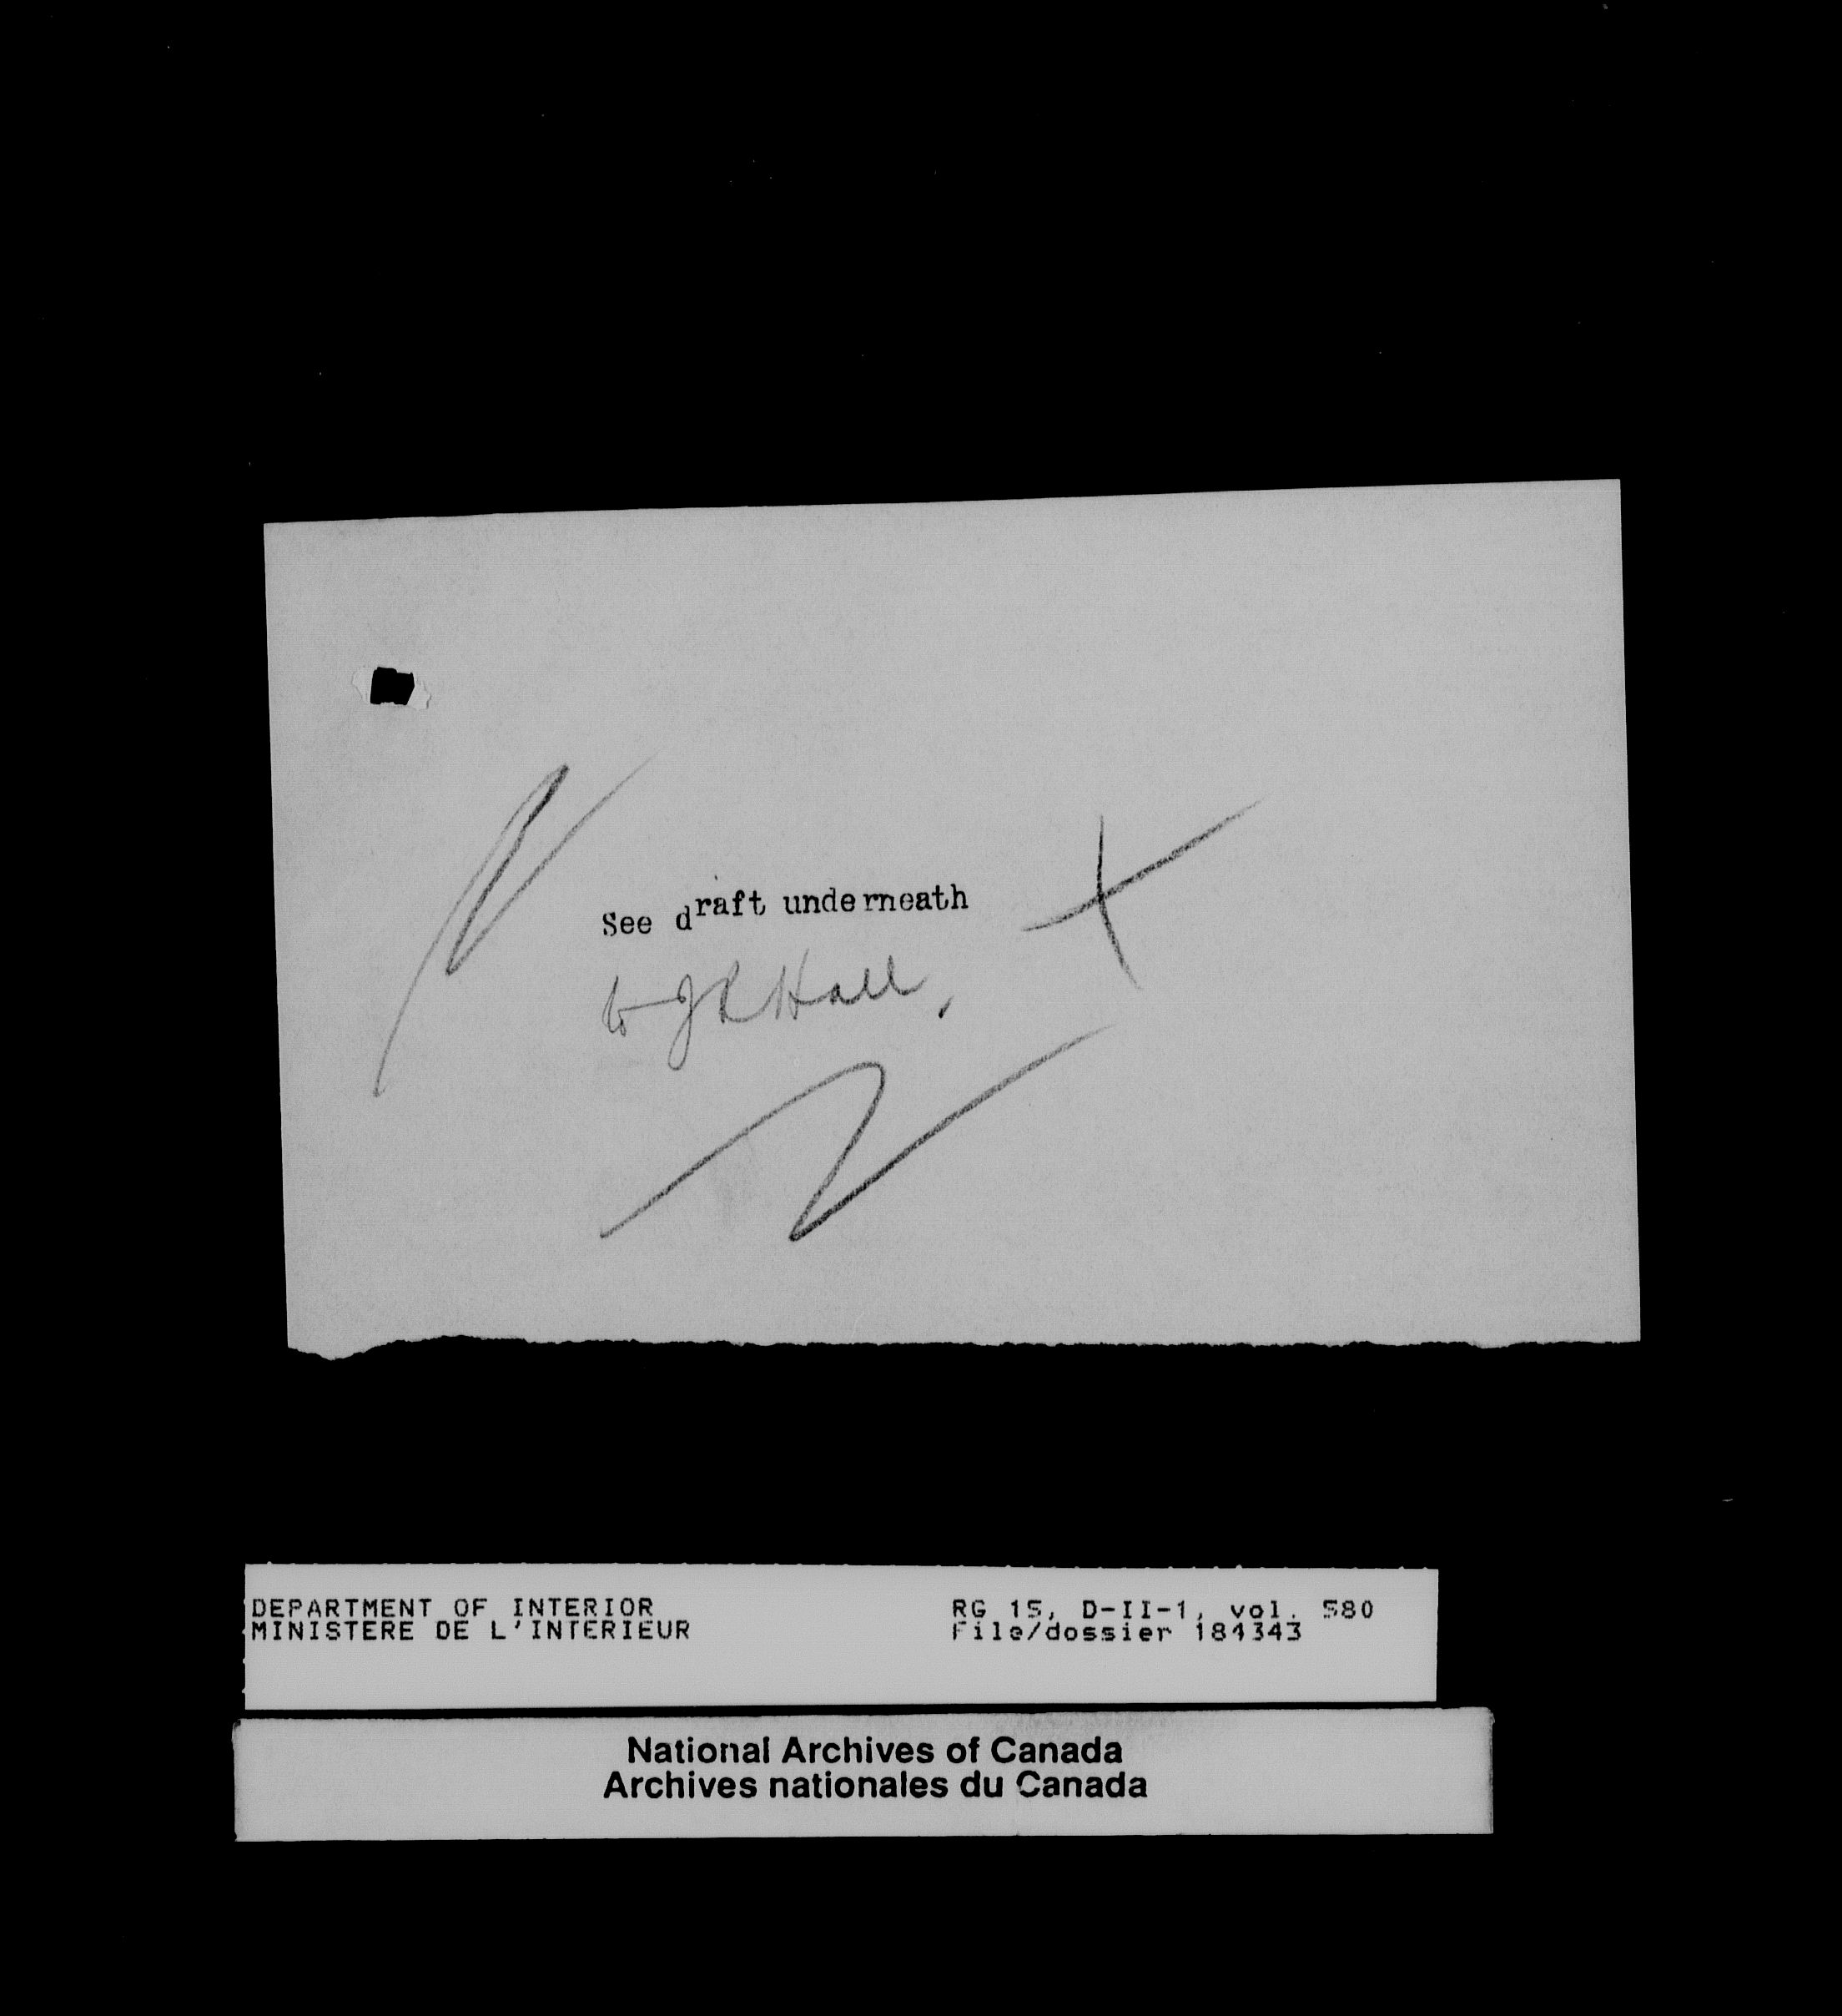 See draft underneath
to J R Hall,
DEPARTMENT OF INTERIOR
MINISTERE DE L'INTERIEUR
RG 15, D-II-1, vol. 580
File/dossier 184343
National Archives of Canada
Archives nationales du Canada